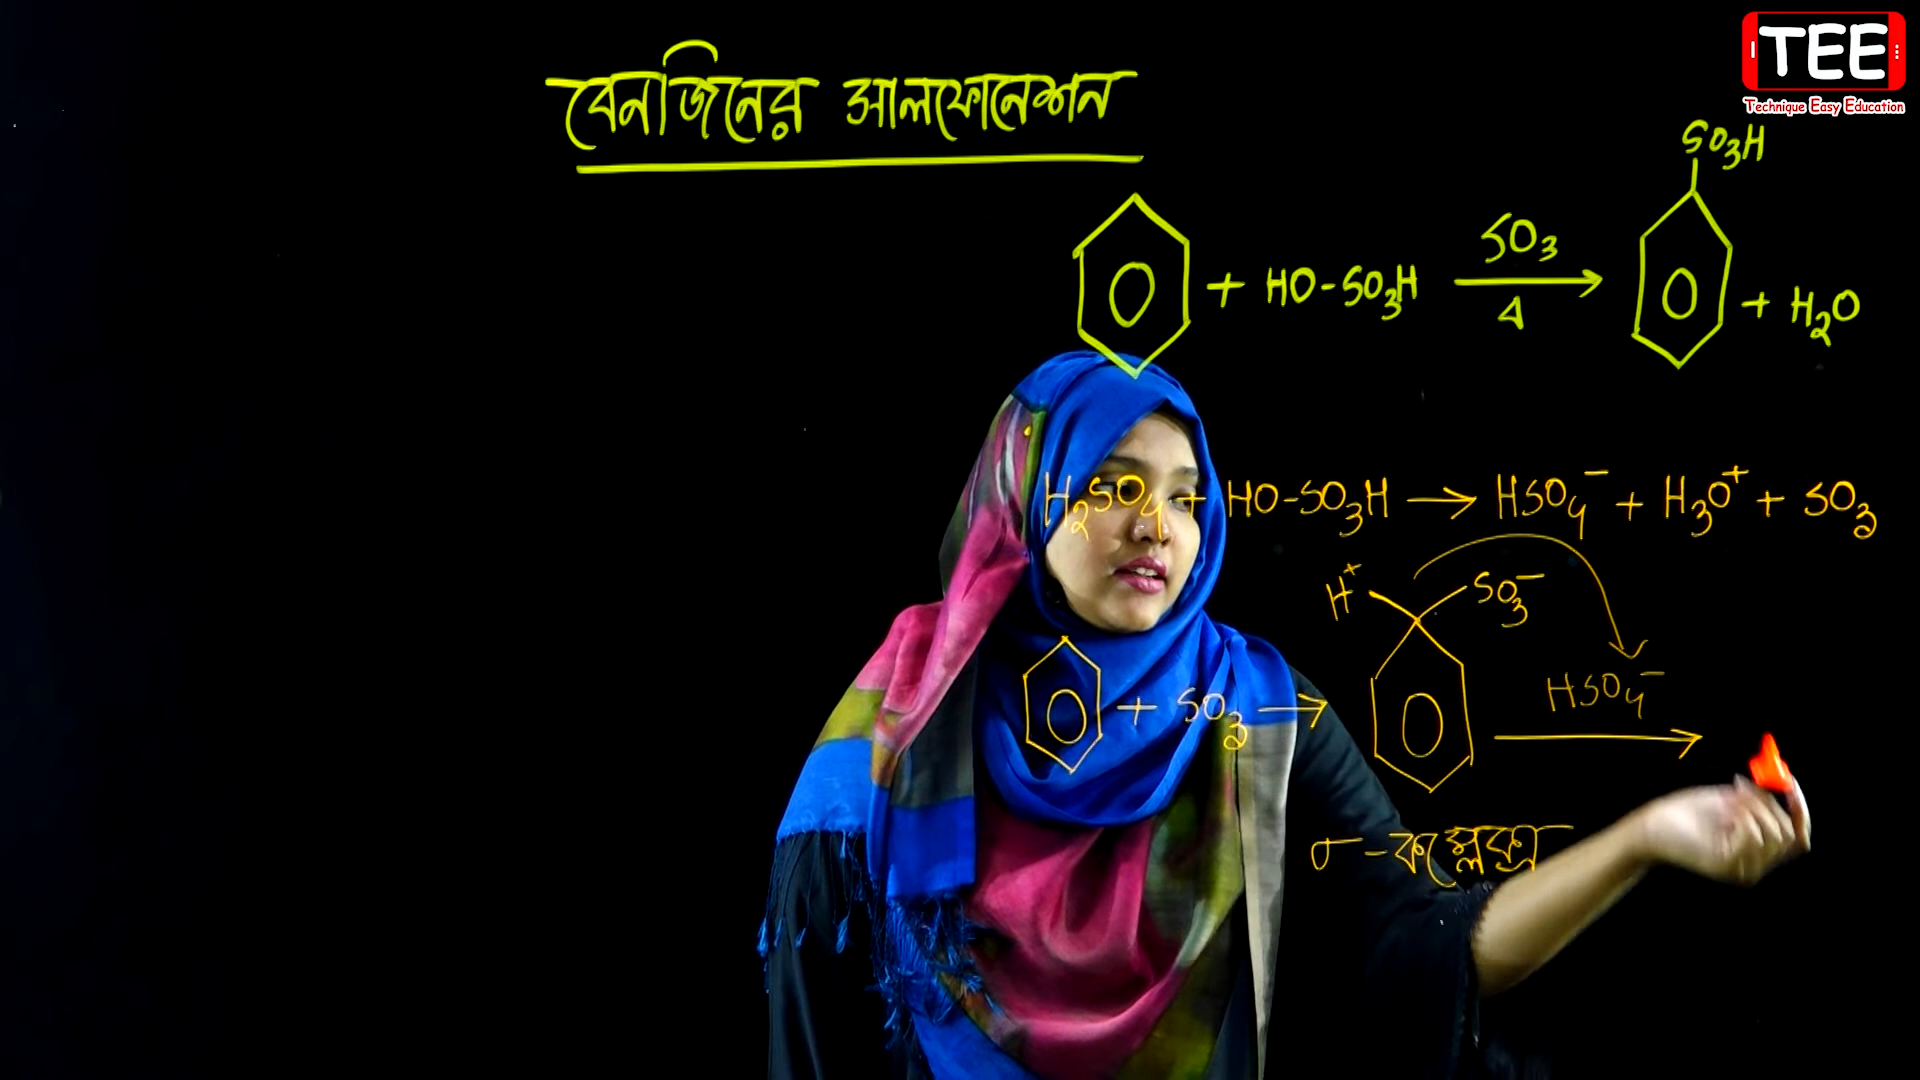 TEE
Technique Easy Education
বেনজিনের সালফোনেশন
SO₃H
+ HO-SO₃H SO₃ Δ + H₂O
H₂SO₄ + HO-SO₃H → HSO₄⁻ + H₃O⁺ + SO₃
H⁺ SO₃⁻
+ SO₃ → HSO₄⁻
σ-কমপ্লেক্স